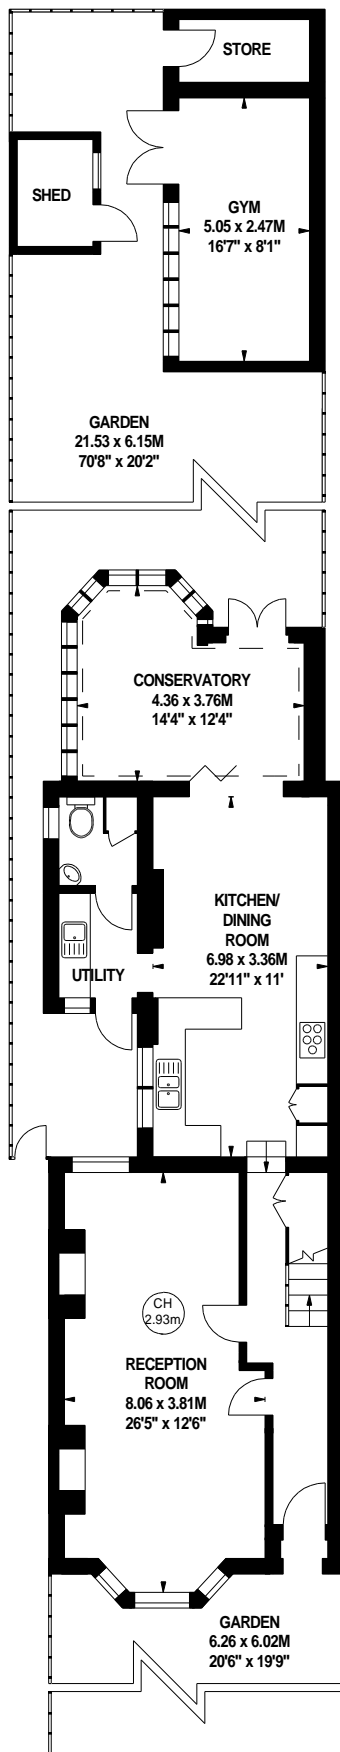 STORE
SHED
GYM
5.05 x 2.47M
16'7" x 8'1"
GARDEN
21.53 x 6.15M
70'8" x 20'2"
CONSERVATORY
4.36 x 3.76M
14'4" x 12'4"
KITCHEN/
DINING
ROOM
6.98 x 3.36M
22'11" x 11'
UTILITY
CH
2.93m
RECEPTION
ROOM
8.06 x 3.81M
26'5" x 12'6"
GARDEN
6.26 x 6.02M
20'6" x 19'9"